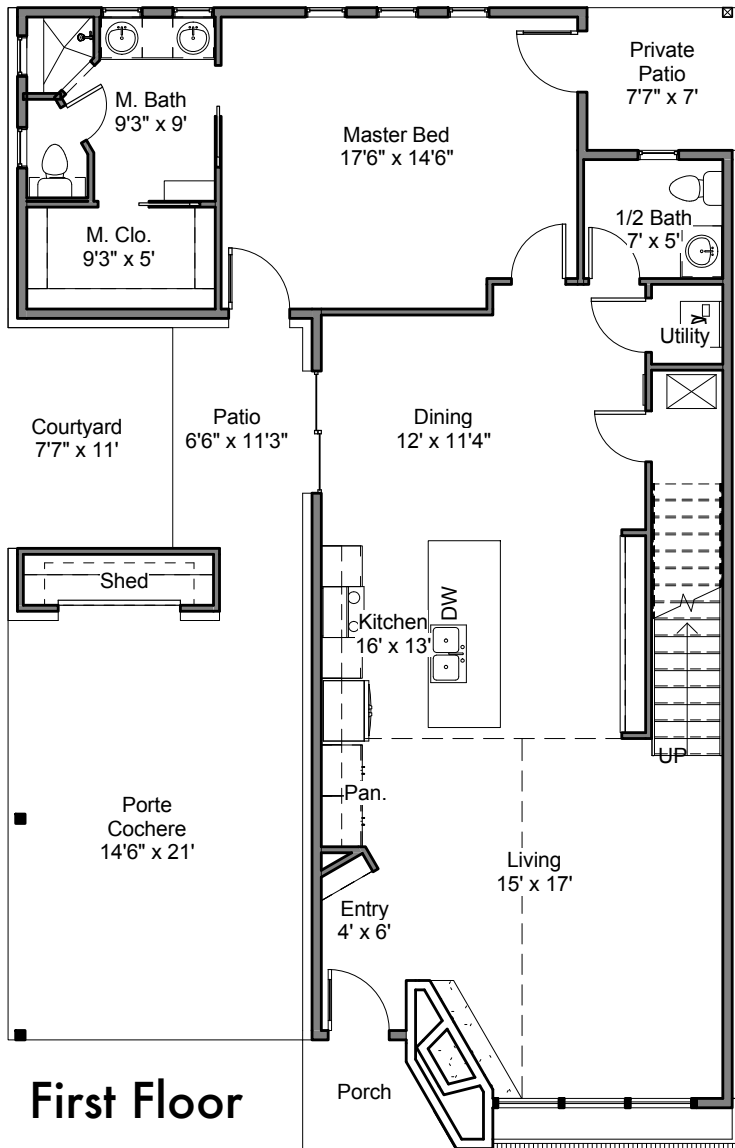 Private
Patio
7'7" x 7'
M. Bath
9'3" x 9'
Master Bed
17'6" x 14'6"
1/2 Bath
7' x 5'
M. Clo.
9'3" x 5'
Utility
Courtyard
7'7" x 11'
Patio
6'6" x 11'3"
Dining
12' x 11'4"
Shed
DW
Kitchen
16' x 13'
UP
Pan.
Porte
Cochere
14'6" x 21'
Living
15' x 17'
Entry
4' x 6'
Porch
First Floor